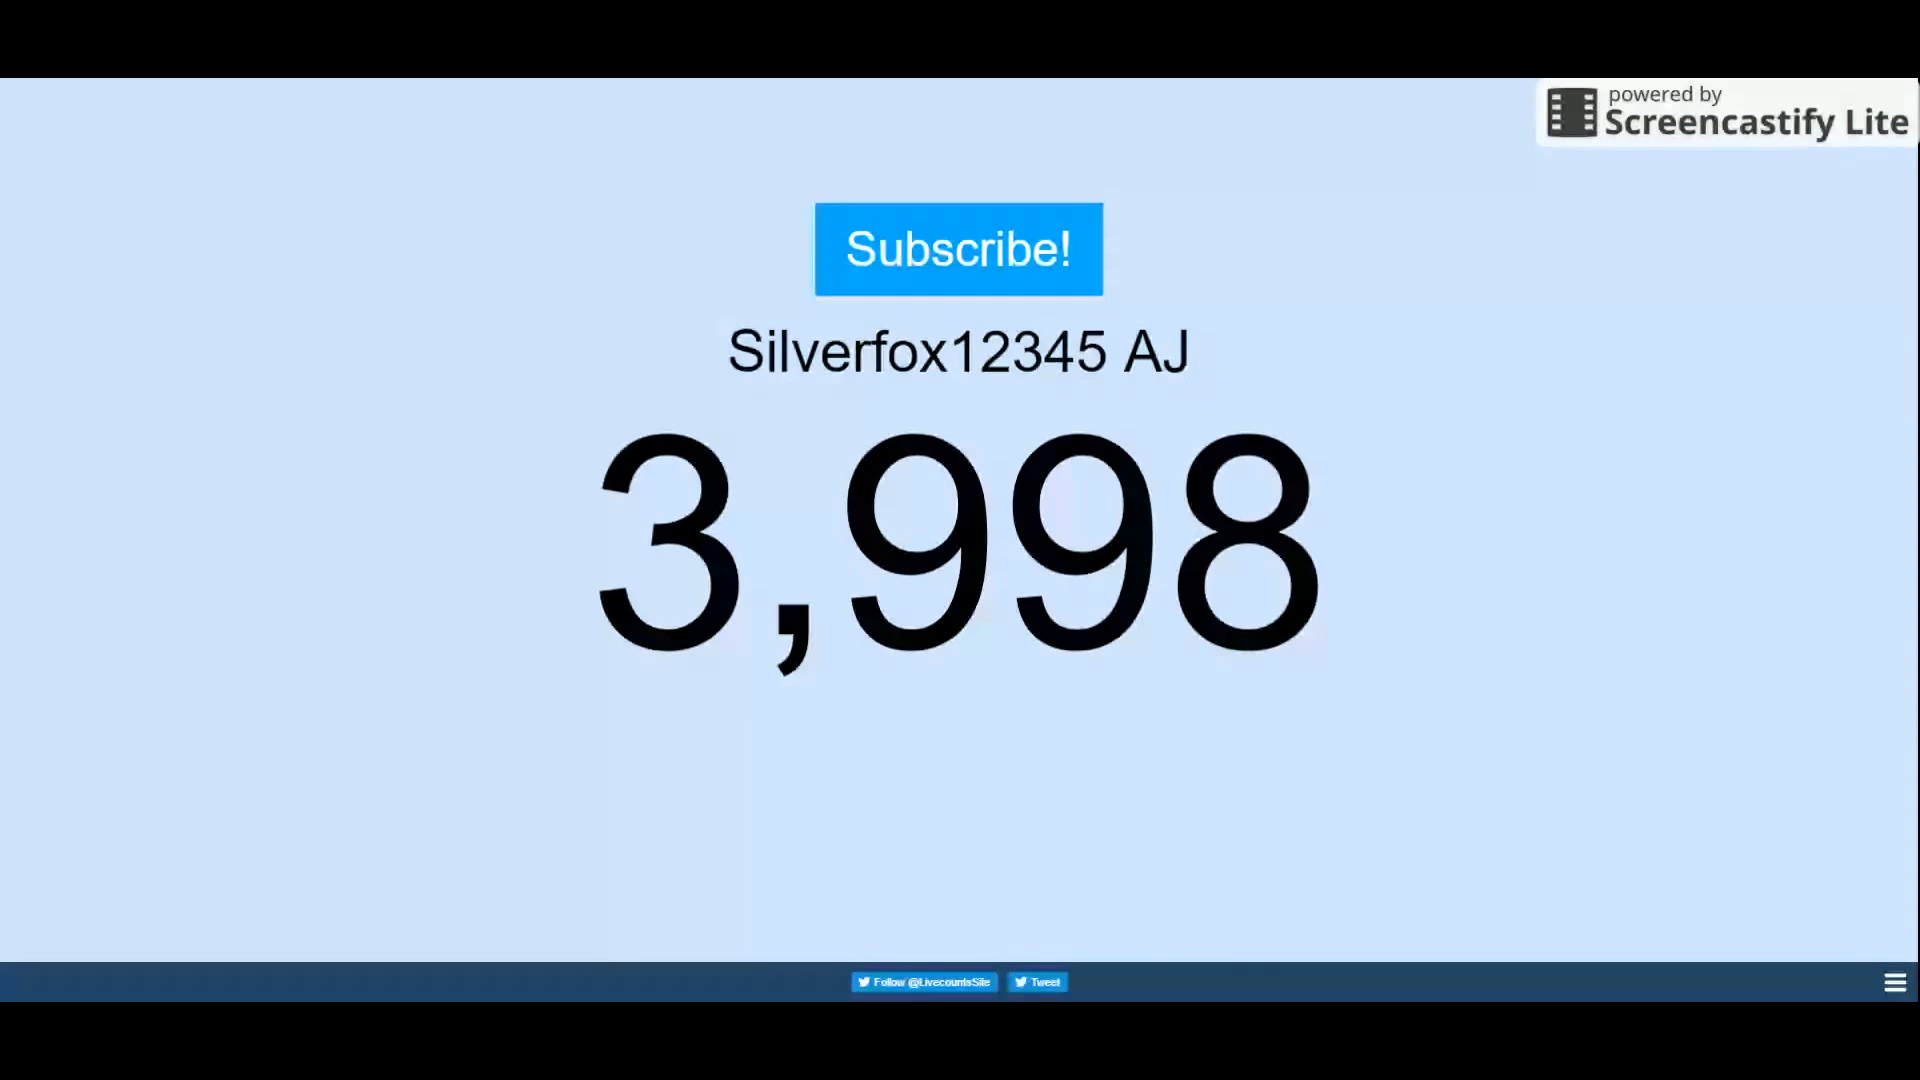 powered by
Screencastify Lite
Subscribe!
Silverfox12345 AJ
3,998
Follow @LivecountsSite
Tweet